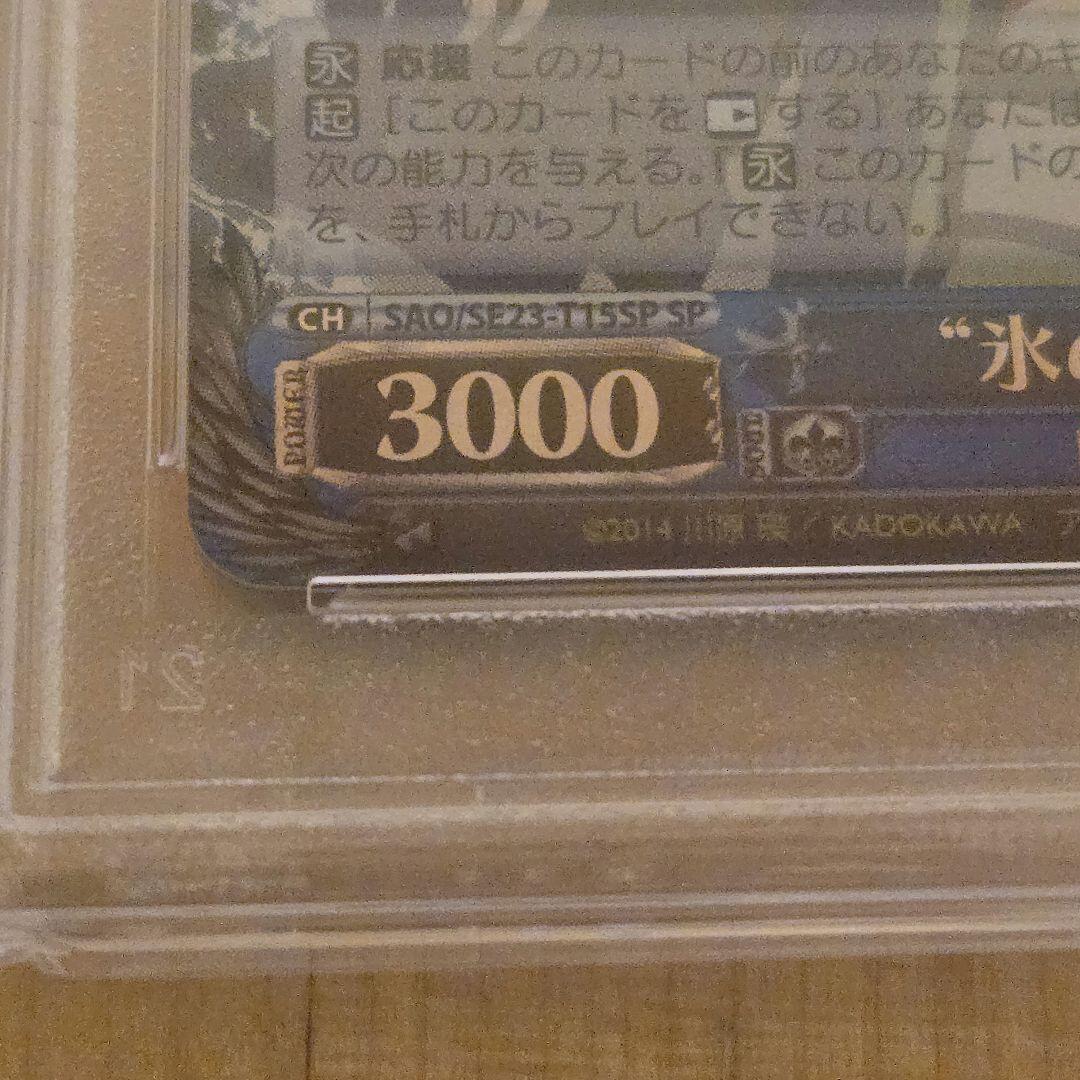 永 応援 このカードの前のあなたのキ
起 [このカードを する] あなたは
次の能力を与える。『 永 このカードの
を、手札からプレイできない。』
CH SAO/SE23-T15SP SP
POWER 3000
“氷の
SOUL
©2014 川原 礫／KADOKAWA ア
21